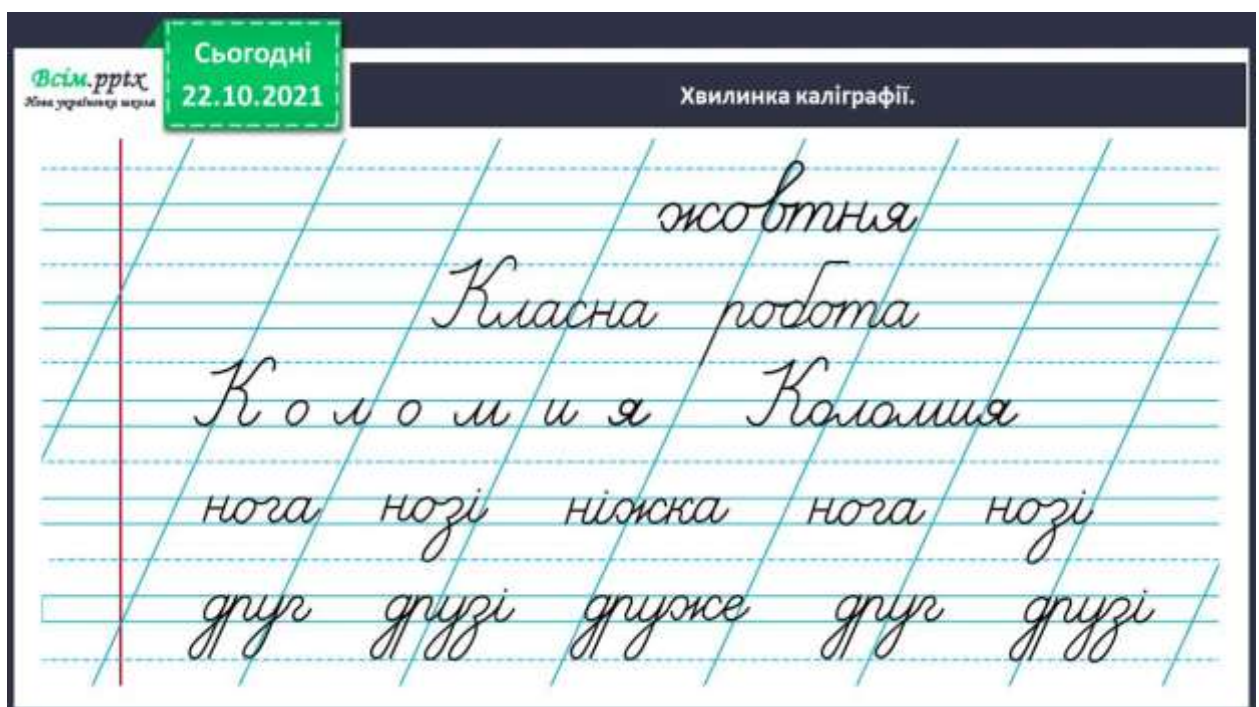 Сьогодні
22.10.2021
Всім.pptx
Нова українська школа
Хвилинка каліграфії.
жовтня
Класна робота
К о л о м и я Коломия
нога нозі ніжка нога нозі
друг друзі друже друг друзі